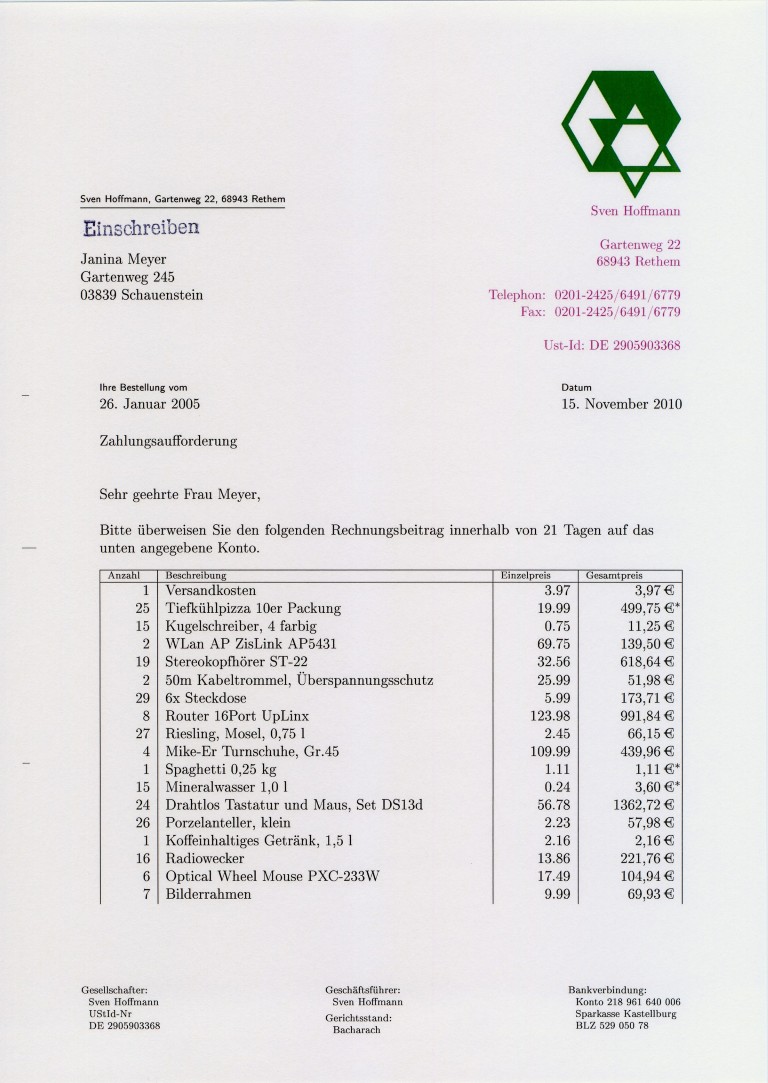 Sven Hoffmann, Gartenweg 22, 68943 Rethem
Einschreiben
Janina Meyer
Gartenweg 245
03839 Schauenstein
Sven Hoffmann
Gartenweg 22
68943 Rethem
Telephon: 0201-2425/6491/6779
Fax: 0201-2425/6491/6779
Ust-Id: DE 2905903368
Ihre Bestellung vom Datum
26. Januar 2005 15. November 2010
Zahlungsaufforderung
Sehr geehrte Frau Meyer,
Bitte überweisen Sie den folgenden Rechnungsbeitrag innerhalb von 21 Tagen auf das
unten angegebene Konto.
Anzahl Beschreibung Einzelpreis Gesamtpreis
1 Versandkosten 3.97 3,97 €
25 Tiefkühlpizza 10er Packung 19.99 499,75 €*
15 Kugelschreiber, 4 farbig 0.75 11,25 €
2 WLan AP ZisLink AP5431 69.75 139,50 €
19 Stereokopfhörer ST-22 32.56 618,64 €
2 50m Kabeltrommel, Überspannungsschutz 25.99 51,98 €
29 6x Steckdose 5.99 173,71 €
8 Router 16Port UpLinx 123.98 991,84 €
27 Riesling, Mosel, 0,75 l 2.45 66,15 €
4 Mike-Er Turnschuhe, Gr.45 109.99 439,96 €
1 Spaghetti 0,25 kg 1.11 1,11 €*
15 Mineralwasser 1,0 l 0.24 3,60 €*
24 Drahtlos Tastatur und Maus, Set DS13d 56.78 1362,72 €
26 Porzelanteller, klein 2.23 57,98 €
1 Koffeinhaltiges Getränk, 1,5 l 2.16 2,16 €
16 Radiowecker 13.86 221,76 €
6 Optical Wheel Mouse PXC-233W 17.49 104,94 €
7 Bilderrahmen 9.99 69,93 €
Gesellschafter:
Sven Hoffmann
UStId-Nr
DE 2905903368
Geschäftsführer:
Sven Hoffmann
Gerichtsstand:
Bacharach
Bankverbindung:
Konto 218 961 640 006
Sparkasse Kastellburg
BLZ 529 050 78